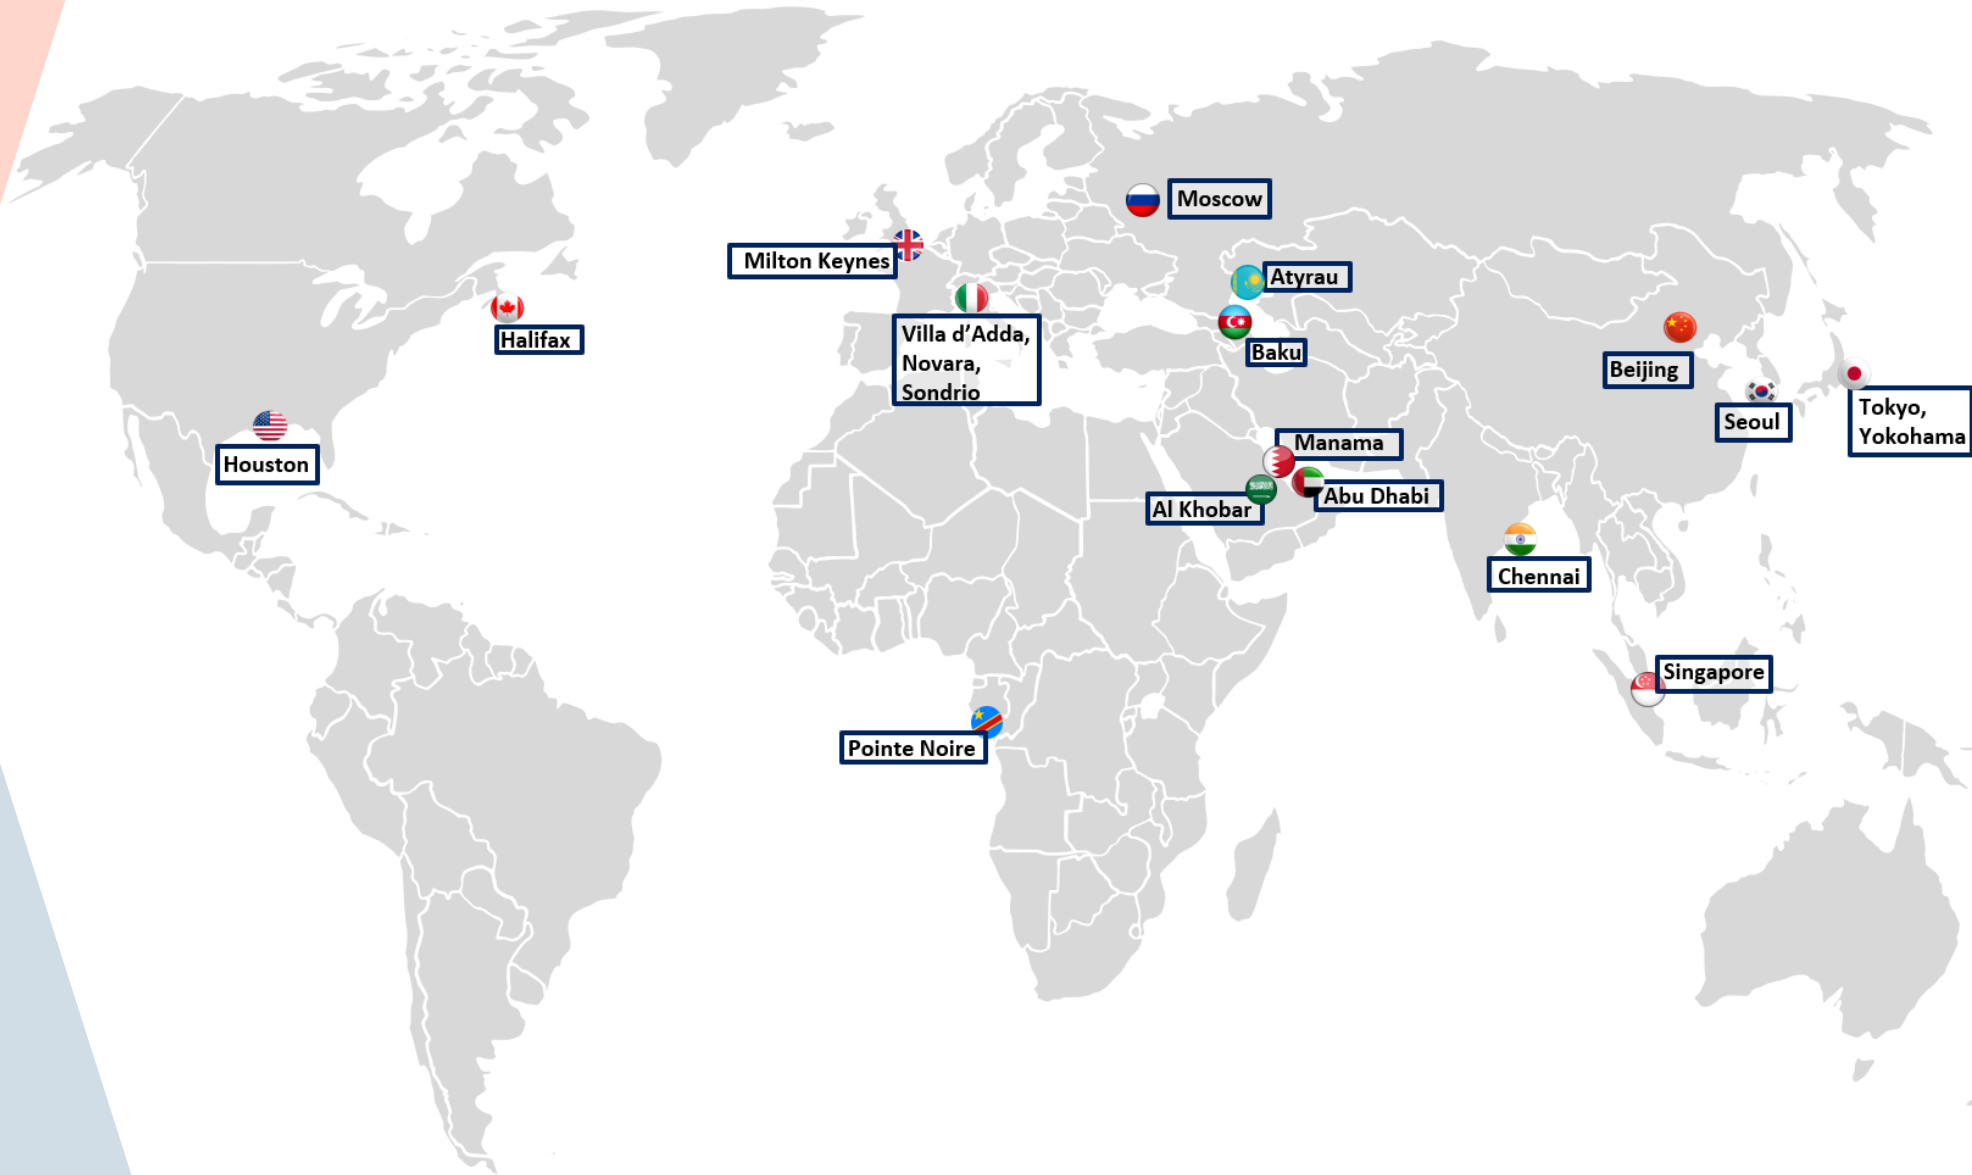 Moscow
Milton Keynes
Atyrau
Halifax
Villa d’Adda,
Novara,
Sondrio
Baku
Beijing
Tokyo,
Yokohama
Seoul
Houston
Manama
Abu Dhabi
Al Khobar
Chennai
Singapore
Pointe Noire